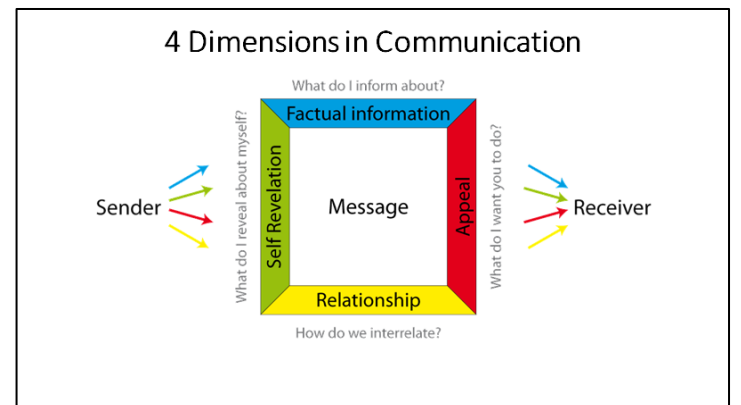 4 Dimensions in Communication
What do I inform about?
Factual information
What do I reveal about myself?
Self Revelation
Sender
Message
Appeal
What do I want you to do?
Receiver
Relationship
How do we interrelate?